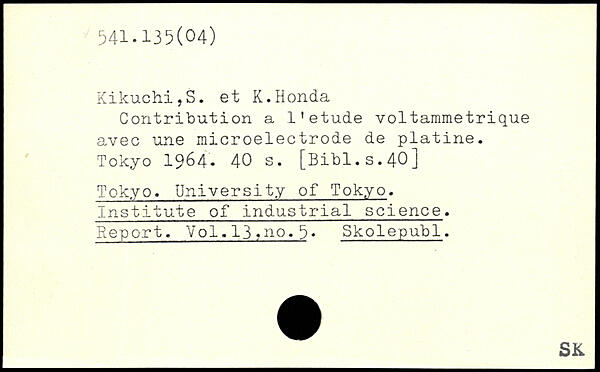 541.135(04)
Kikuchi,S. et K.Honda
Contribution a l'etude voltammetrique
avec une microelectrode de platine.
Tokyo 1964. 40 s. [Bibl.s.40]
Tokyo. University of Tokyo.
Institute of industrial science.
Report. Vol.13,no.5. Skolepubl.
SK